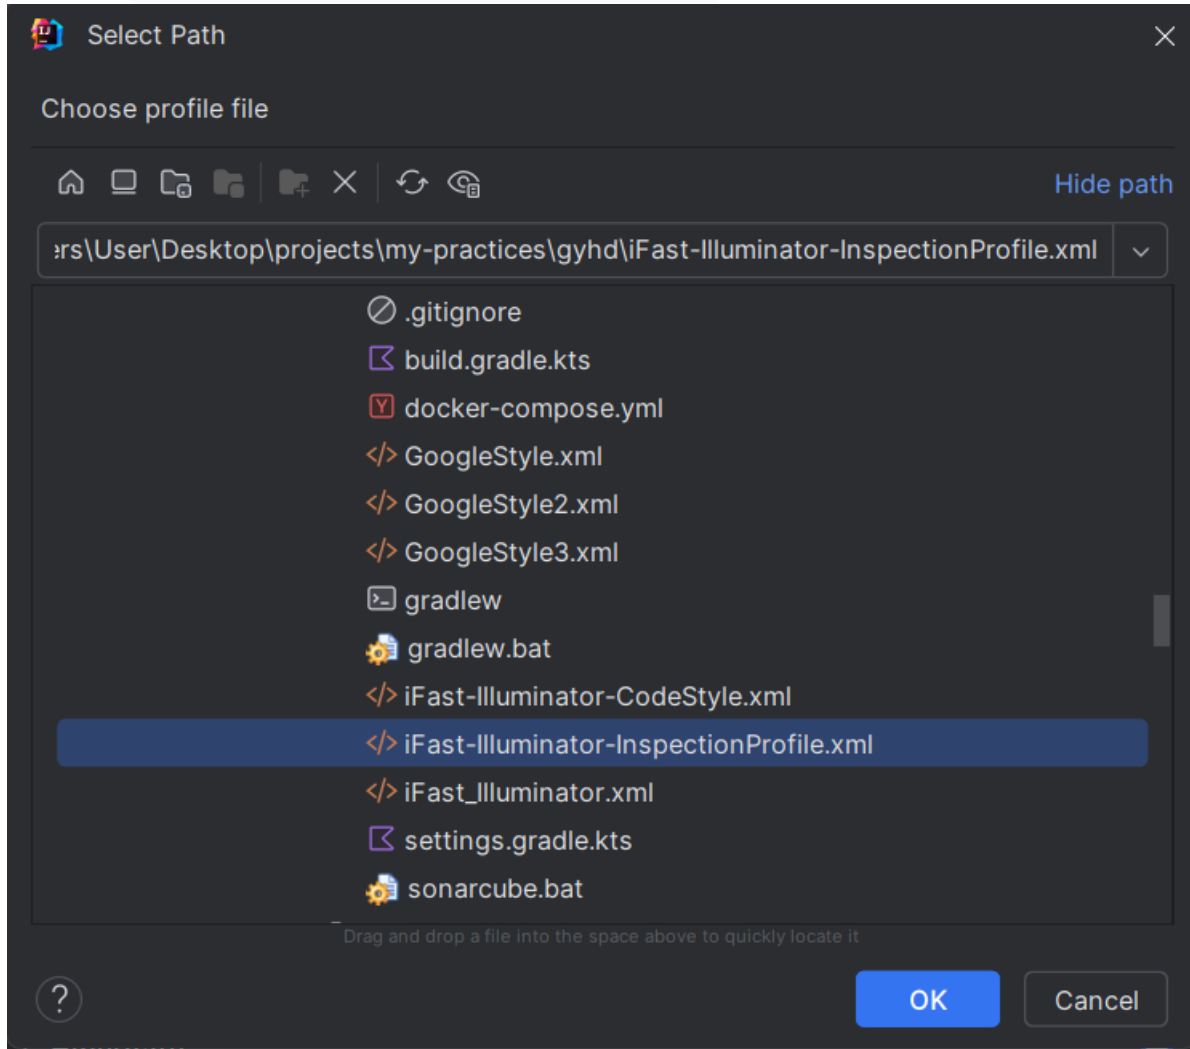 Select Path
Choose profile file
Hide path
ers\User\Desktop\projects\my-practices\gyhd\iFast-Illuminator-InspectionProfile.xml
.gitignore
build.gradle.kts
docker-compose.yml
GoogleStyle.xml
GoogleStyle2.xml
GoogleStyle3.xml
gradlew
gradlew.bat
iFast-Illuminator-CodeStyle.xml
iFast-Illuminator-InspectionProfile.xml
iFast_Illuminator.xml
settings.gradle.kts
sonarcube.bat
Drag and drop a file into the space above to quickly locate it
?
OK
Cancel